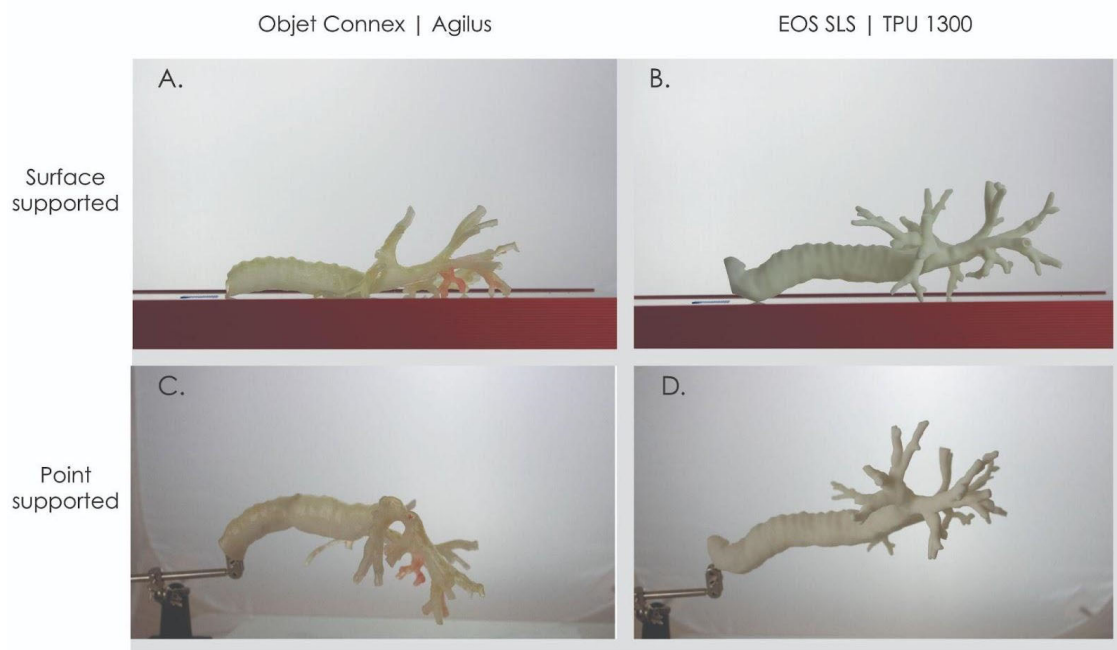 Objet Connex | Agilus
EOS SLS | TPU 1300
A.
B.
Surface
supported
C.
D.
Point
supported